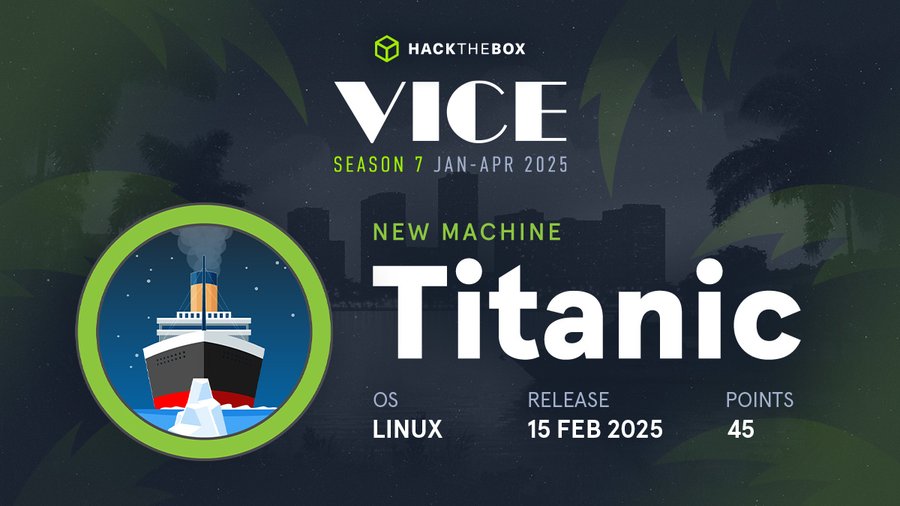 HACKTHEBOX
VICE
SEASON 7 JAN-APR 2025
NEW MACHINE
Titanic
OS RELEASE POINTS
LINUX 15 FEB 2025 45